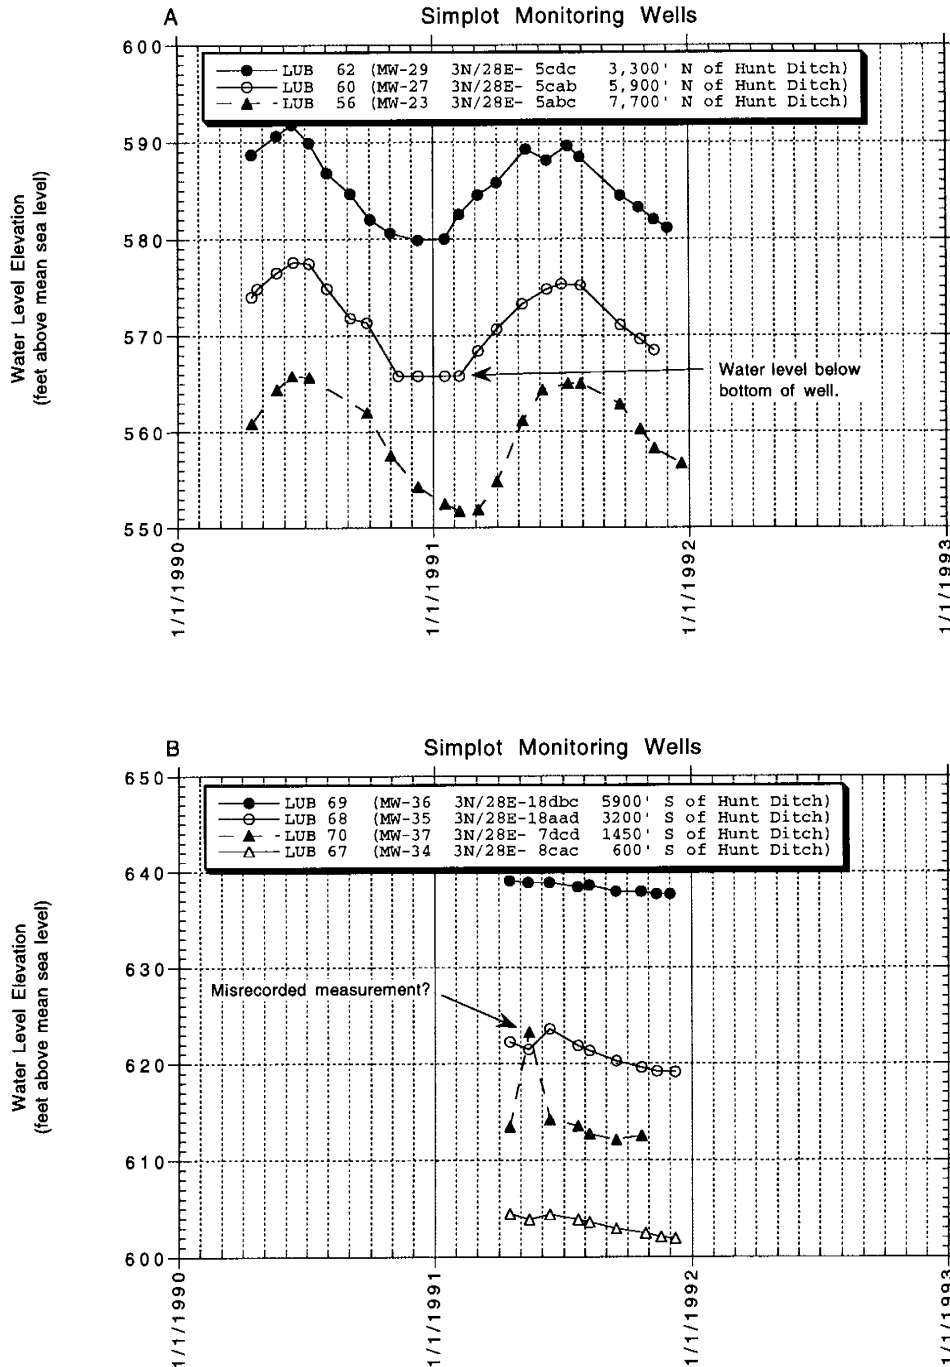 A
Simplot Monitoring Wells
LUB 62 (MW-29 3N/28E- 5cdc 3,300' N of Hunt Ditch)
LUB 60 (MW-27 3N/28E- 5cab 5,900' N of Hunt Ditch)
LUB 56 (MW-23 3N/28E- 5abc 7,700' N of Hunt Ditch)
600
590
580
570
560
550
Water Level Elevation
(feet above mean sea level)
Water level below
bottom of well.
1/1/1990
1/1/1991
1/1/1992
1/1/1993
B
Simplot Monitoring Wells
LUB 69 (MW-36 3N/28E-18dbc 5900' S of Hunt Ditch)
LUB 68 (MW-35 3N/28E-18aad 3200' S of Hunt Ditch)
LUB 70 (MW-37 3N/28E- 7dcd 1450' S of Hunt Ditch)
LUB 67 (MW-34 3N/28E- 8cac 600' S of Hunt Ditch)
650
640
630
620
610
600
Water Level Elevation
(feet above mean sea level)
Misrecorded measurement?
1/1/1990
1/1/1991
1/1/1992
1/1/1993